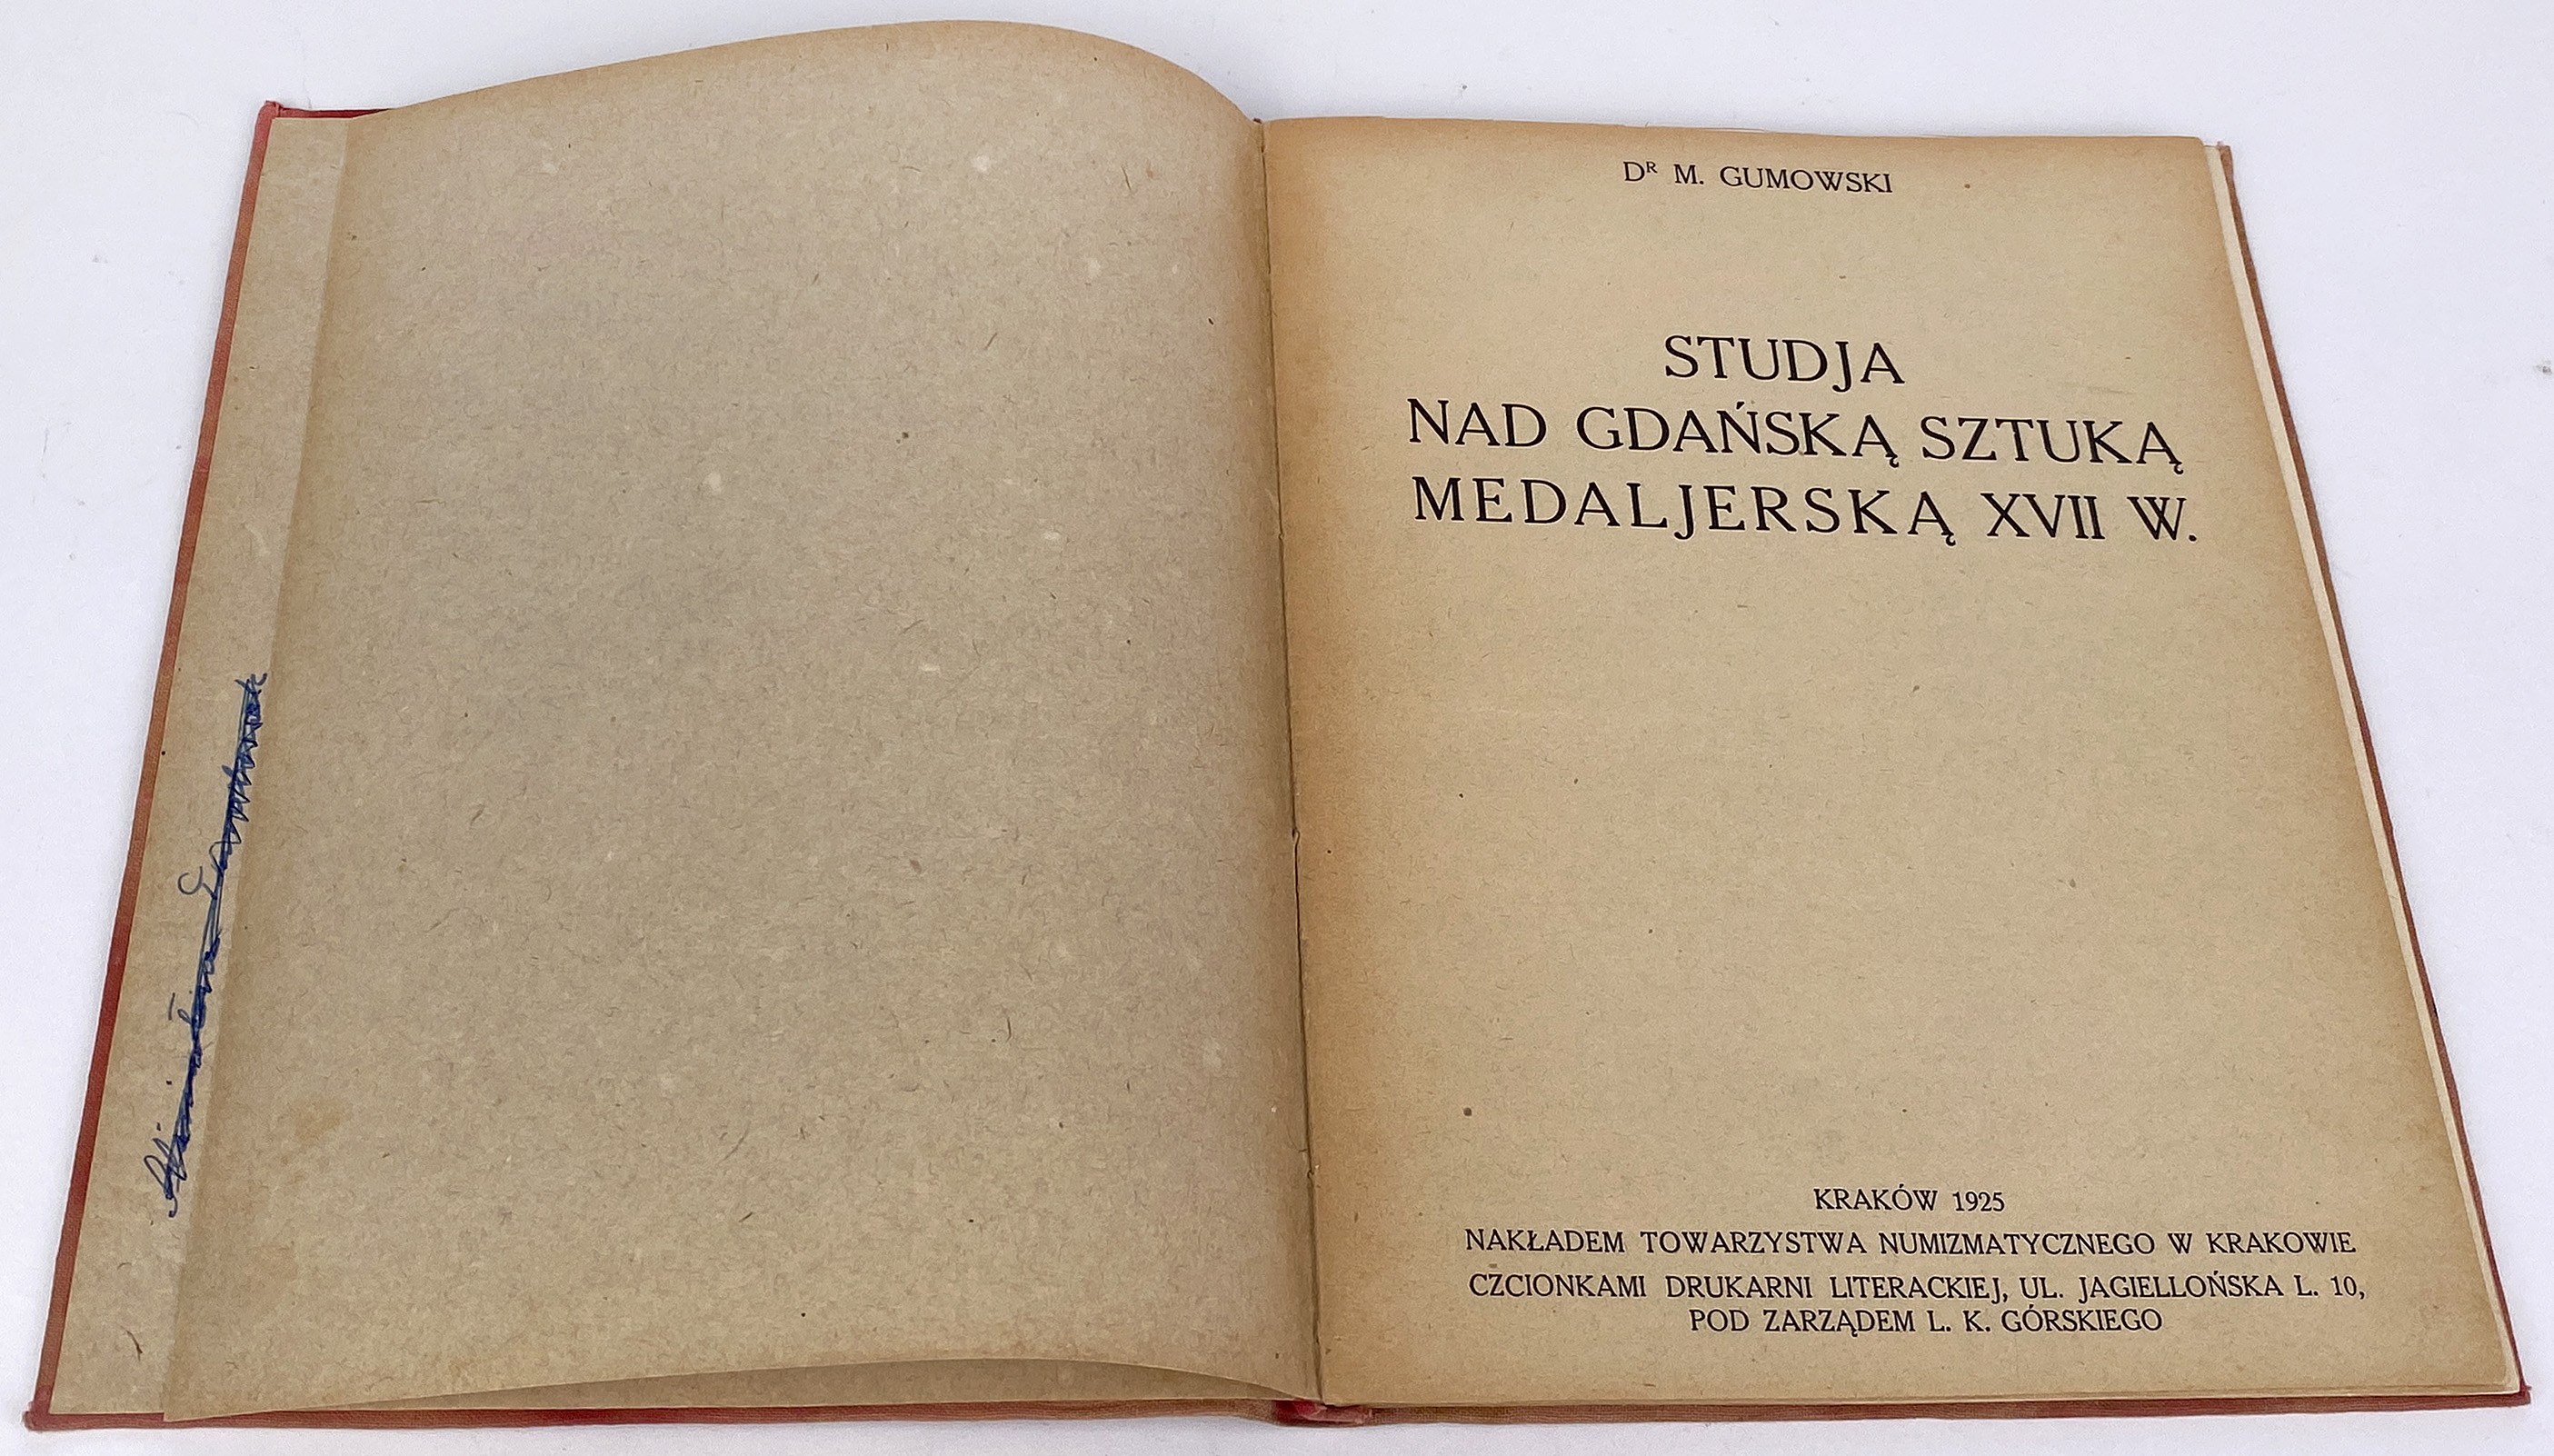 Dʀ M. GUMOWSKI
STUDJA
NAD GDAŃSKĄ SZTUKĄ
MEDALJERSKĄ XVII W.
KRAKÓW 1925
NAKŁADEM TOWARZYSTWA NUMIZMATYCZNEGO W KRAKOWIE
CZCIONKAMI DRUKARNI LITERACKIEJ, UL. JAGIELLOŃSKA L. 10,
POD ZARZĄDEM L. K. GÓRSKIEGO